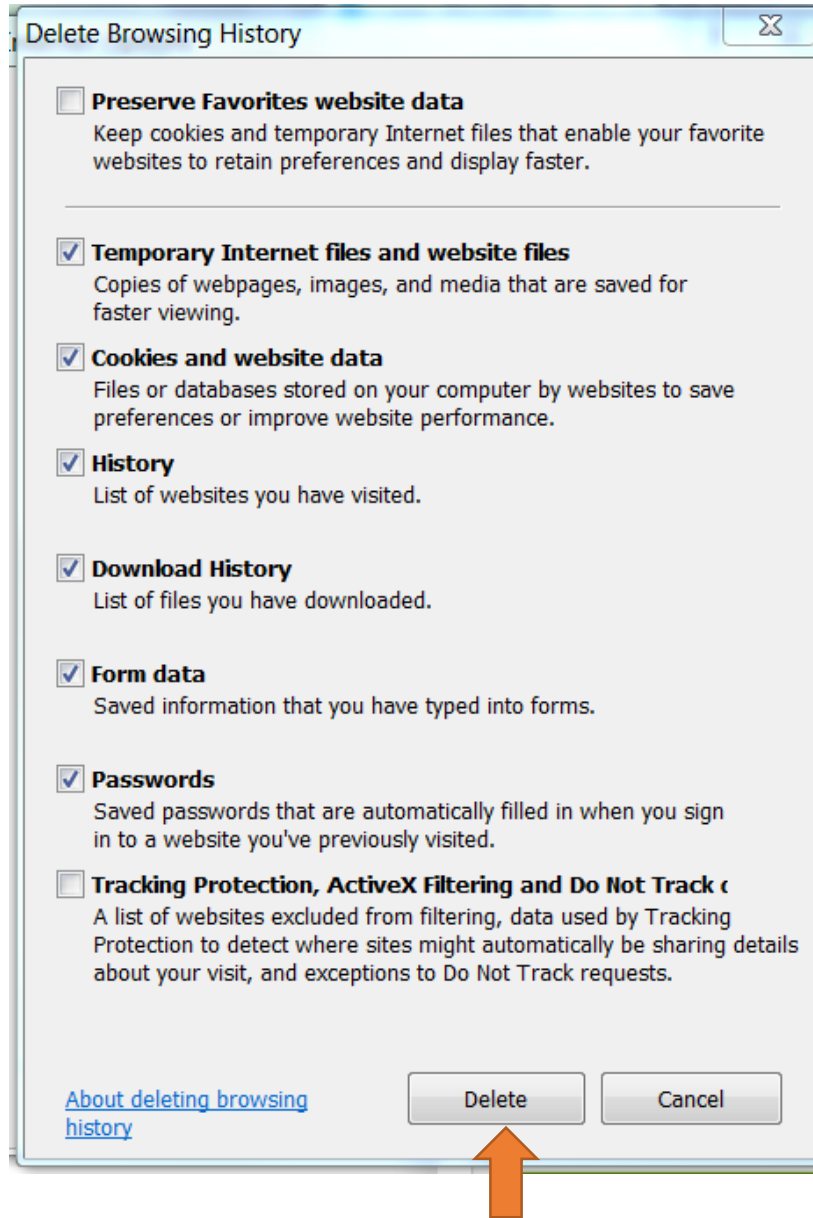 Delete Browsing History
Preserve Favorites website data
Keep cookies and temporary Internet files that enable your favorite
websites to retain preferences and display faster.
Temporary Internet files and website files
Copies of webpages, images, and media that are saved for
faster viewing.
Cookies and website data
Files or databases stored on your computer by websites to save
preferences or improve website performance.
History
List of websites you have visited.
Download History
List of files you have downloaded.
Form data
Saved information that you have typed into forms.
Passwords
Saved passwords that are automatically filled in when you sign
in to a website you've previously visited.
Tracking Protection, ActiveX Filtering and Do Not Track
A list of websites excluded from filtering, data used by Tracking
Protection to detect where sites might automatically be sharing details
about your visit, and exceptions to Do Not Track requests.
About deleting browsing
history
Delete
Cancel